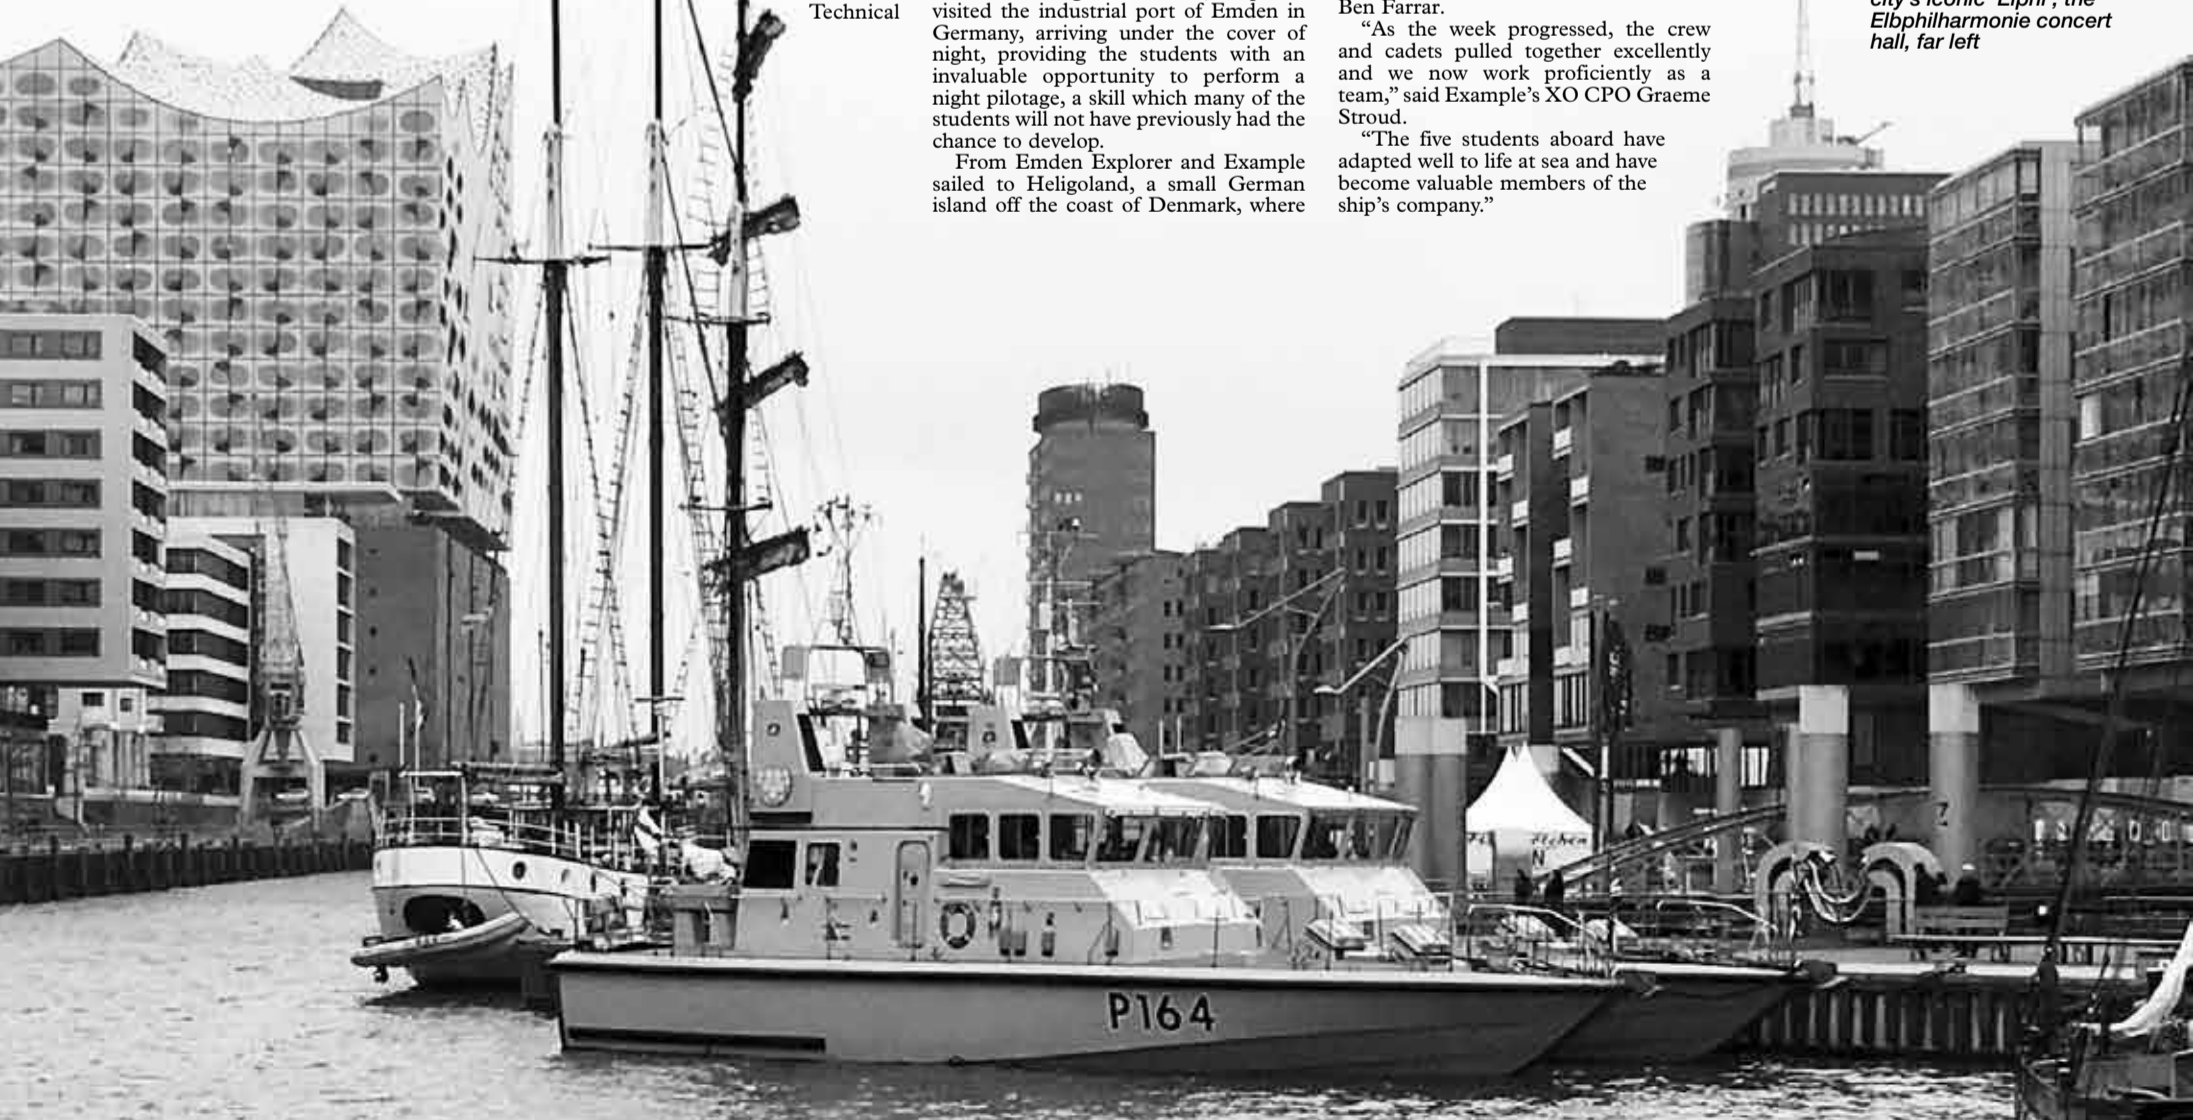 Technical
visited the industrial port of Emden in
Germany, arriving under the cover of
night, providing the students with an
invaluable opportunity to perform a
night pilotage, a skill which many of the
students will not have previously had the
chance to develop.
From Emden Explorer and Example
sailed to Heligoland, a small German
island off the coast of Denmark, where
Ben Farrar.
“As the week progressed, the crew
and cadets pulled together excellently
and we now work proficiently as a
team,” said Example’s XO CPO Graeme
Stroud.
“The five students aboard have
adapted well to life at sea and have
become valuable members of the
ship’s company.”
city's iconic 'Elphi', the
Elbphilharmonie concert
hall, far left
P164